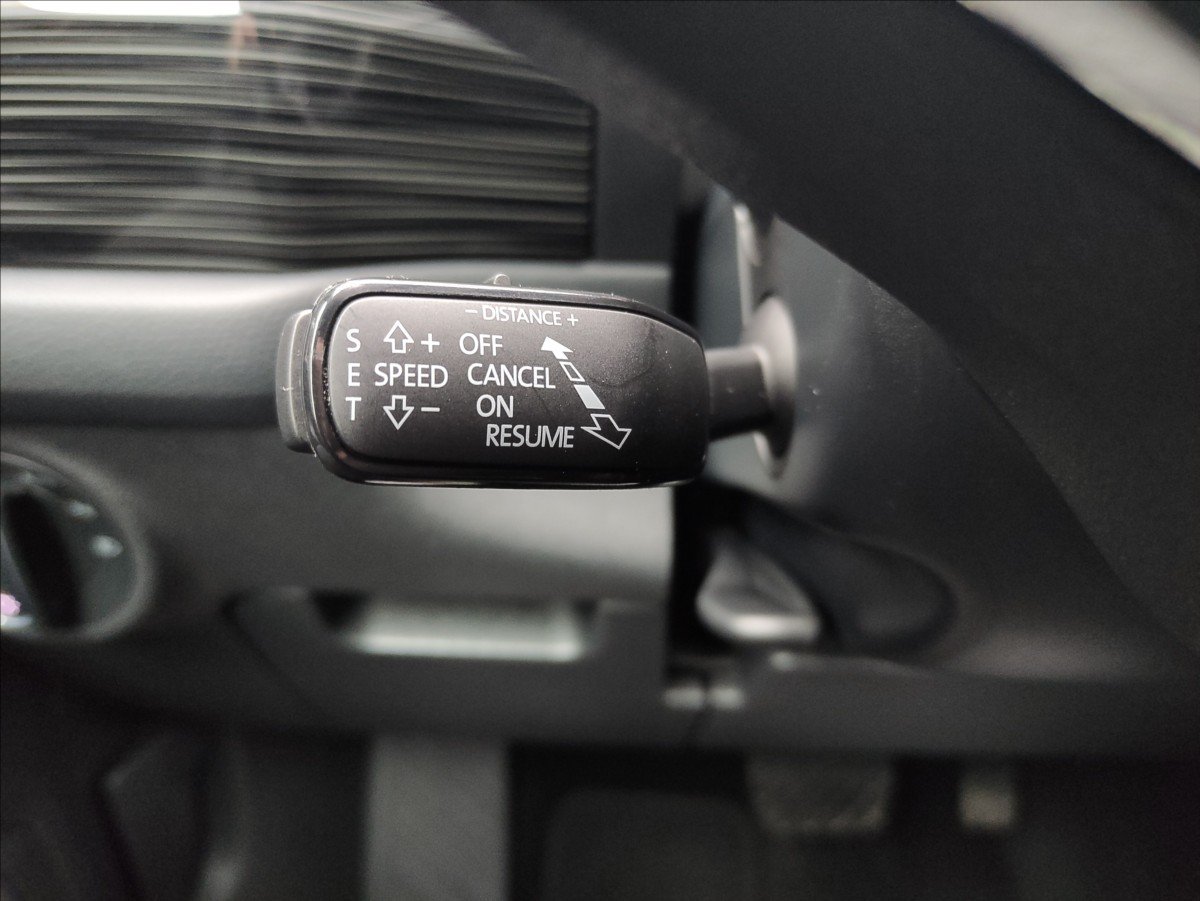 - DISTANCE +
S + OFF
E SPEED CANCEL
T - ON
RESUME